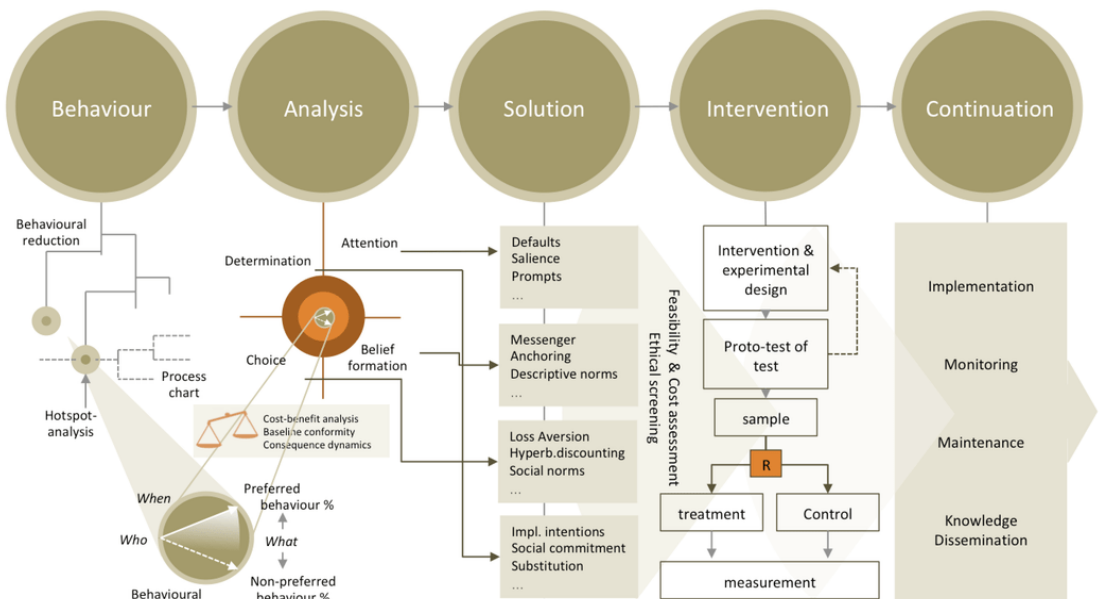 Behaviour
Analysis
Solution
Intervention
Continuation
Behavioural
reduction
Process
chart
Hotspot-
analysis
When
Who
Preferred
behaviour %
What
Non-preferred
behaviour %
Behavioural
Attention
Determination
Choice
Belief
formation
Cost-benefit analysis
Baseline conformity
Consequence dynamics
Defaults
Salience
Prompts
...
Messenger
Anchoring
Descriptive norms
...
Loss Aversion
Hyperb.discounting
Social norms
...
Impl. intentions
Social commitment
Substitution
...
Feasibility & Cost assessment
Ethical screening
Intervention &
experimental
design
Proto-test of
test
sample
R
treatment
Control
measurement
Implementation
Monitoring
Maintenance
Knowledge
Dissemination